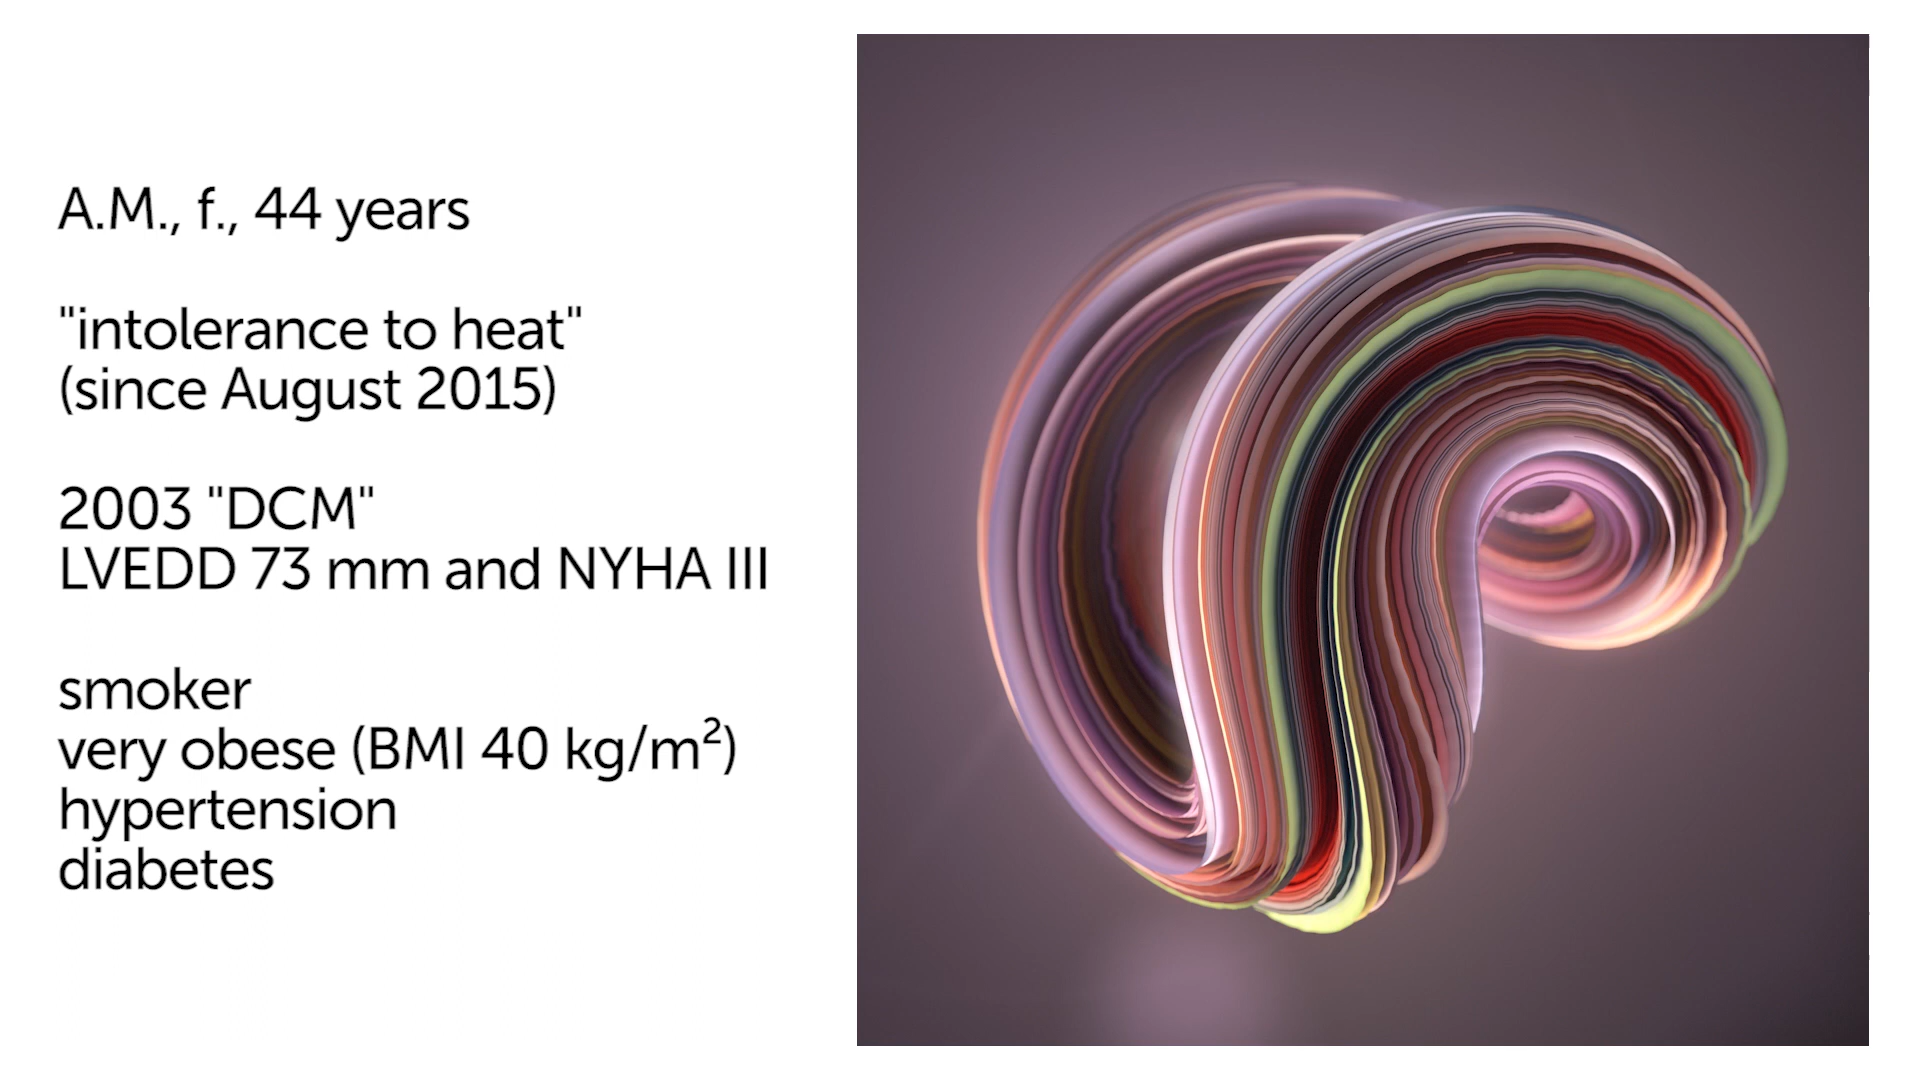 A.M., f., 44 years
"intolerance to heat"
(since August 2015)
2003 "DCM"
LVEDD 73 mm and NYHA III
smoker
very obese (BMI 40 kg/m²)
hypertension
diabetes